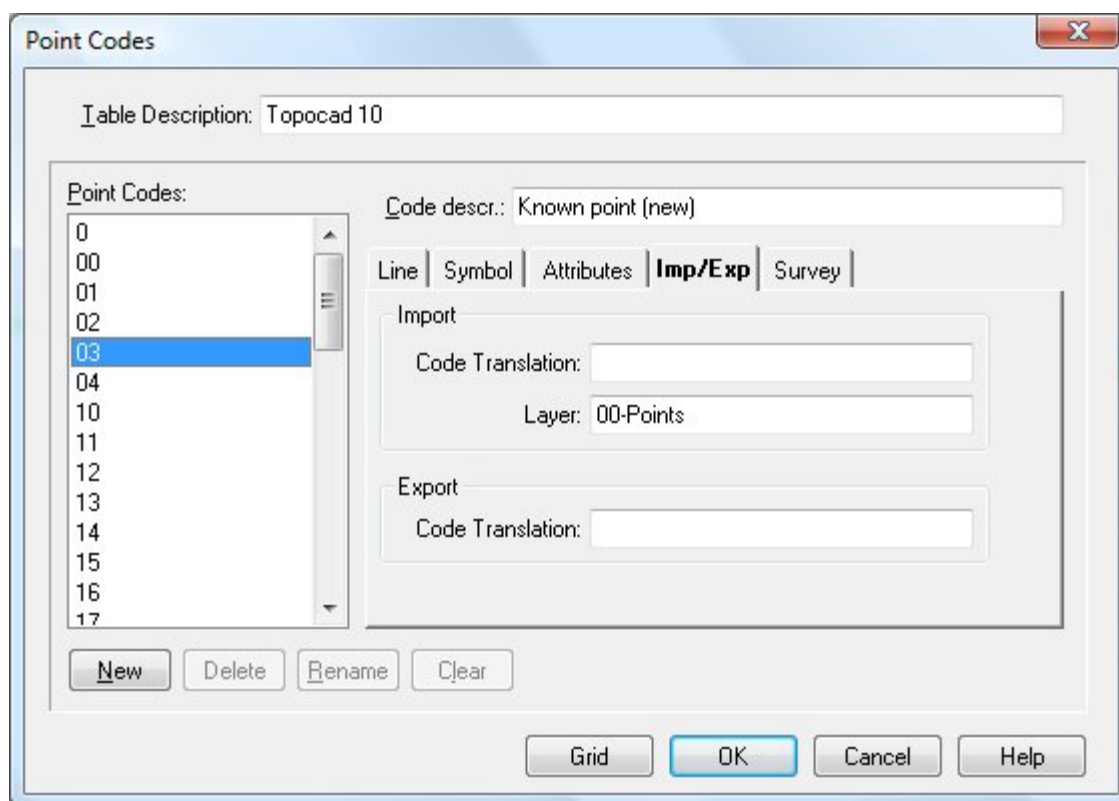 Point Codes
Table Description: Topocad 10
Point Codes:
Code descr.: Known point (new)
0
00
01
02
03
04
10
11
12
13
14
15
16
17
Line Symbol Attributes Imp/Exp Survey
Import
Code Translation:
Layer: 00-Points
Export
Code Translation:
New Delete Rename Clear
Grid OK Cancel Help